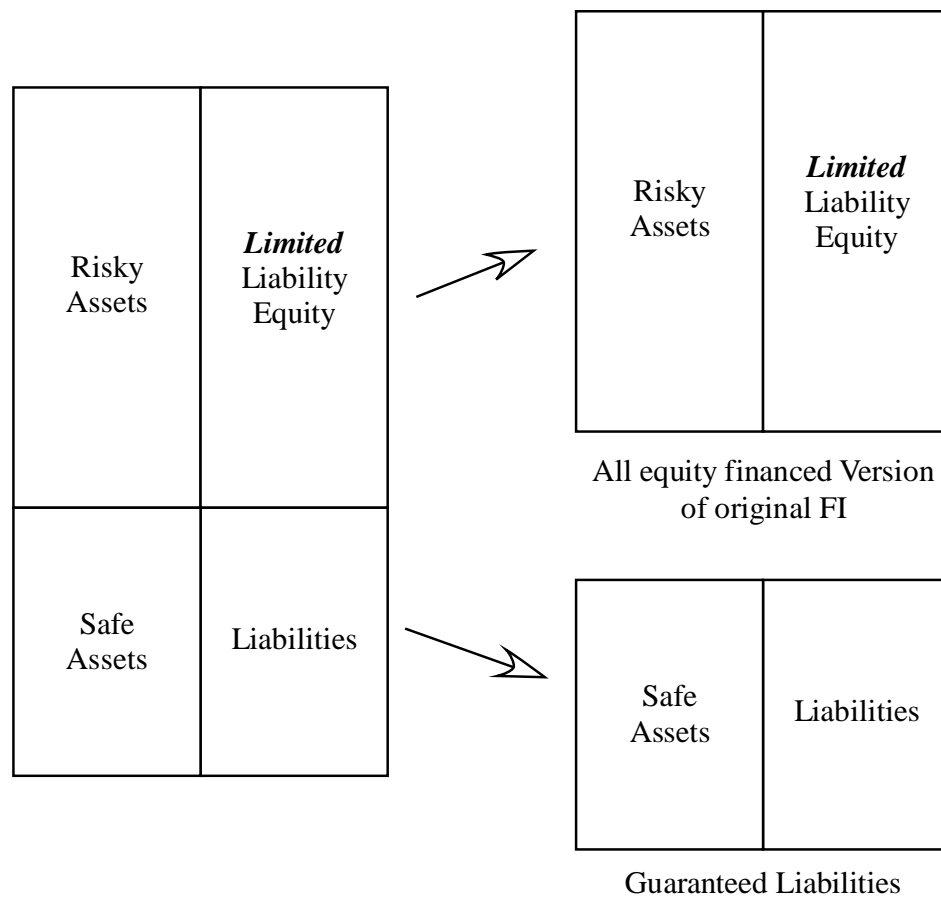 Risky
Assets
Limited
Liability
Equity
Safe
Assets
Liabilities
Risky
Assets
Limited
Liability
Equity
All equity financed Version
of original FI
Safe
Assets
Liabilities
Guaranteed Liabilities